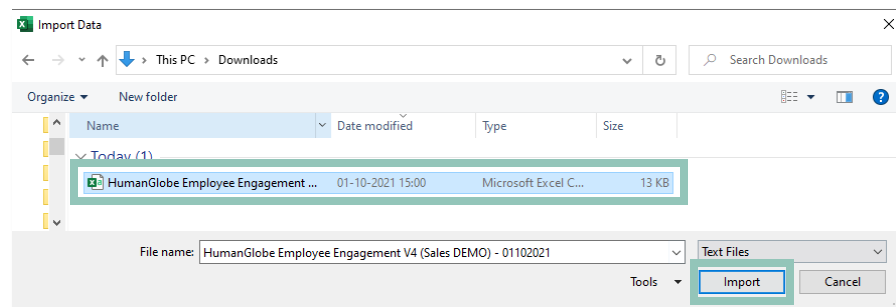 Import Data
This PC > Downloads
Search Downloads
Organize
New folder
Name
Date modified
Type
Size
Today (1)
HumanGlobe Employee Engagement ... 01-10-2021 15:00 Microsoft Excel C... 13 KB
File name: HumanGlobe Employee Engagement V4 (Sales DEMO) - 01102021
Text Files
Tools
Import
Cancel